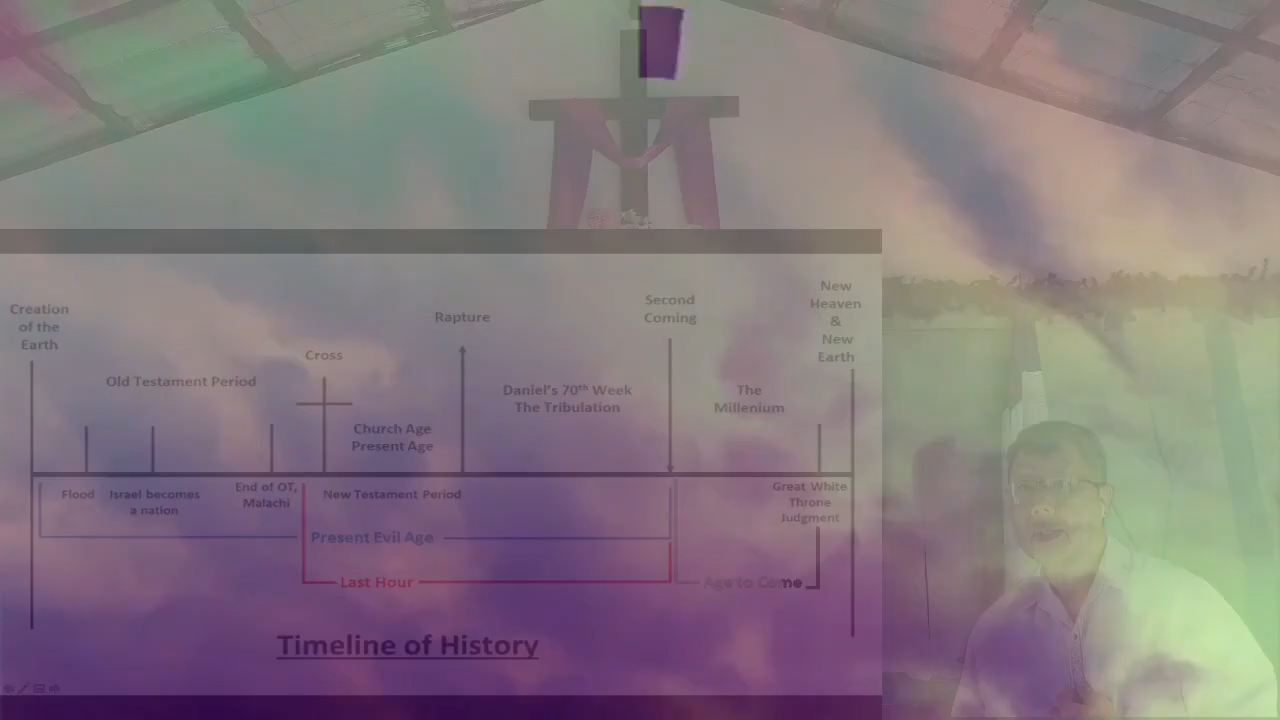 Creation
of the
Earth
Old Testament Period
Cross
Church Age
Present Age
Rapture
Daniel's 70th Week
The Tribulation
Second
Coming
The
Millenium
New
Heaven
&
New
Earth
Flood
Israel becomes
a nation
End of OT,
Malachi
New Testament Period
Great White
Throne
Judgment
Present Evil Age
Last Hour
Age to Come
Timeline of History